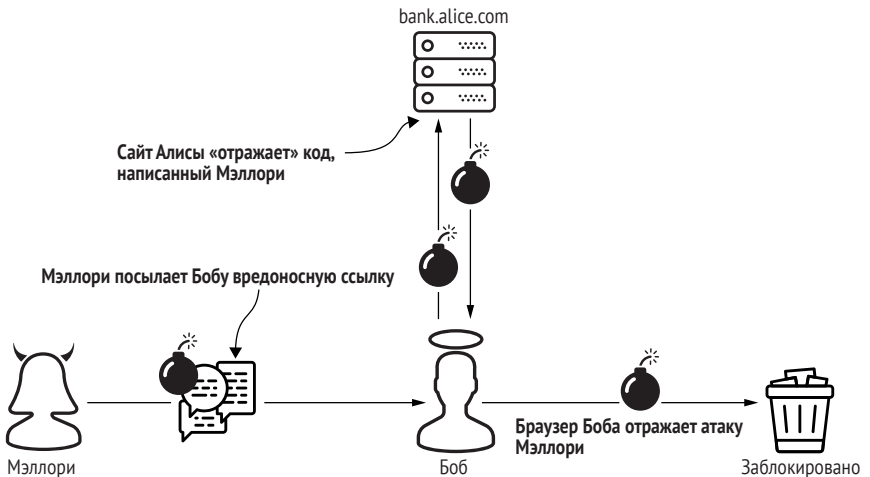 bank.alice.com
Сайт Алисы «отражает» код,
написанный Мэллори
Мэллори посылает Бобу вредоносную ссылку
Браузер Боба отражает атаку
Мэллори
Мэллори
Боб
Заблокировано